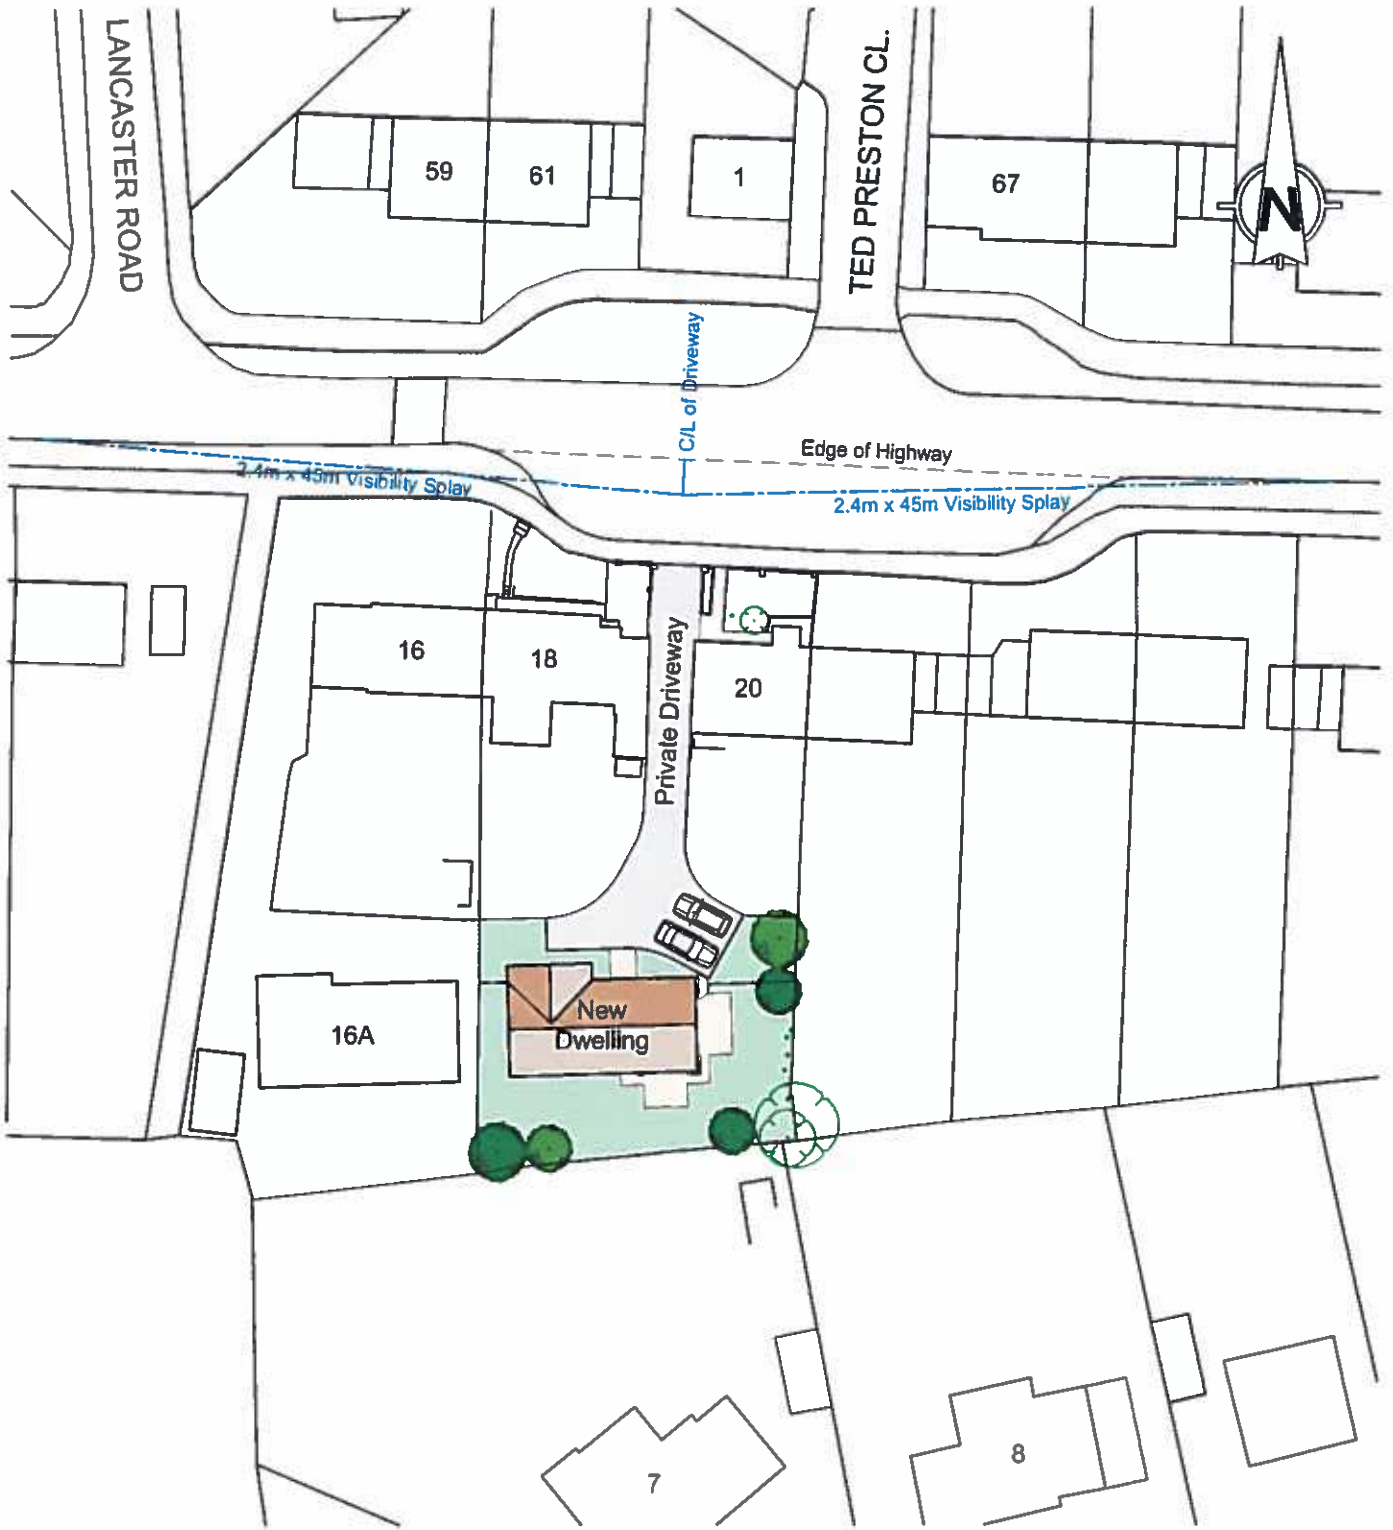 LANCASTER ROAD
TED PRESTON CL.
59
61
1
67
N
C/L of Driveway
Edge of Highway
2.4m x 45m Visibility Splay
2.4m x 45m Visibility Splay
16
18
20
Private Driveway
New
Dwelling
16A
7
8